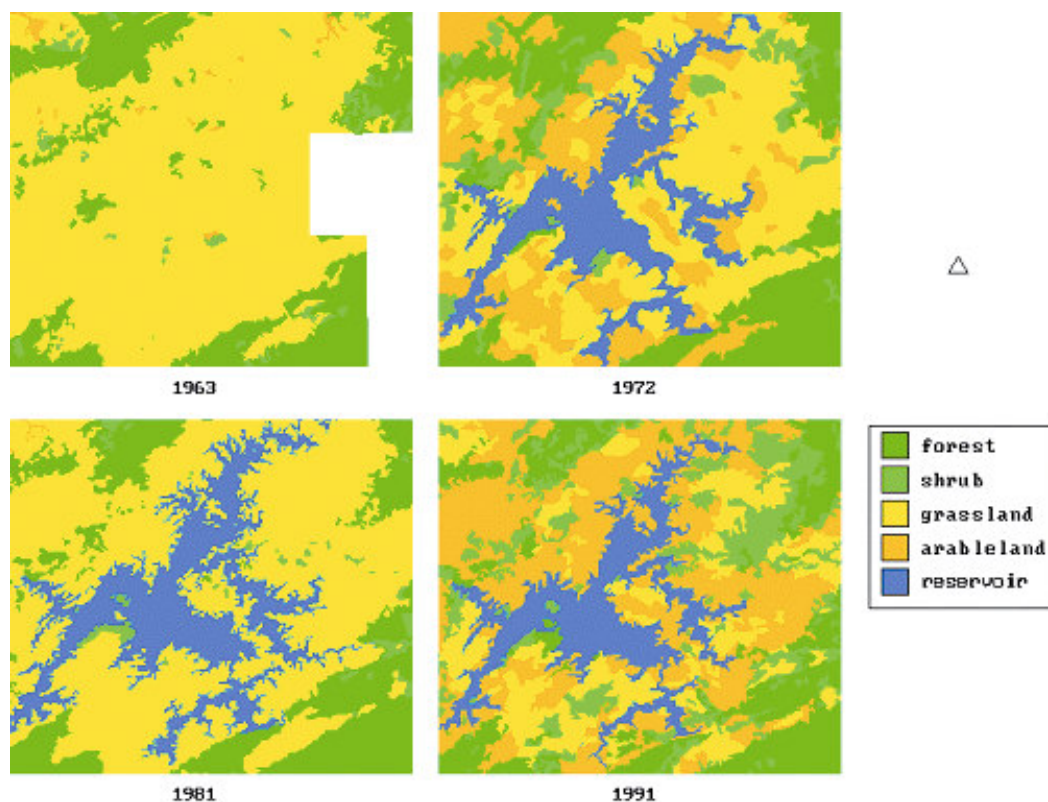 1963
1972
1981
1991
forest
shrub
grassland
arableland
reservoir